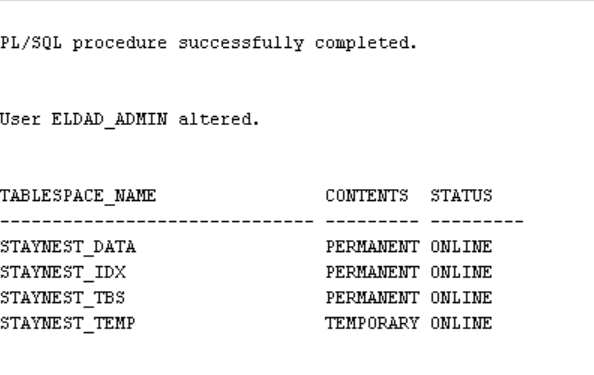 PL/SQL procedure successfully completed.
User ELDAD_ADMIN altered.
TABLESPACE_NAME                CONTENTS  STATUS
------------------------------ --------- ---------
STAYNEST_DATA                  PERMANENT ONLINE
STAYNEST_IDX                   PERMANENT ONLINE
STAYNEST_TBS                   PERMANENT ONLINE
STAYNEST_TEMP                  TEMPORARY ONLINE